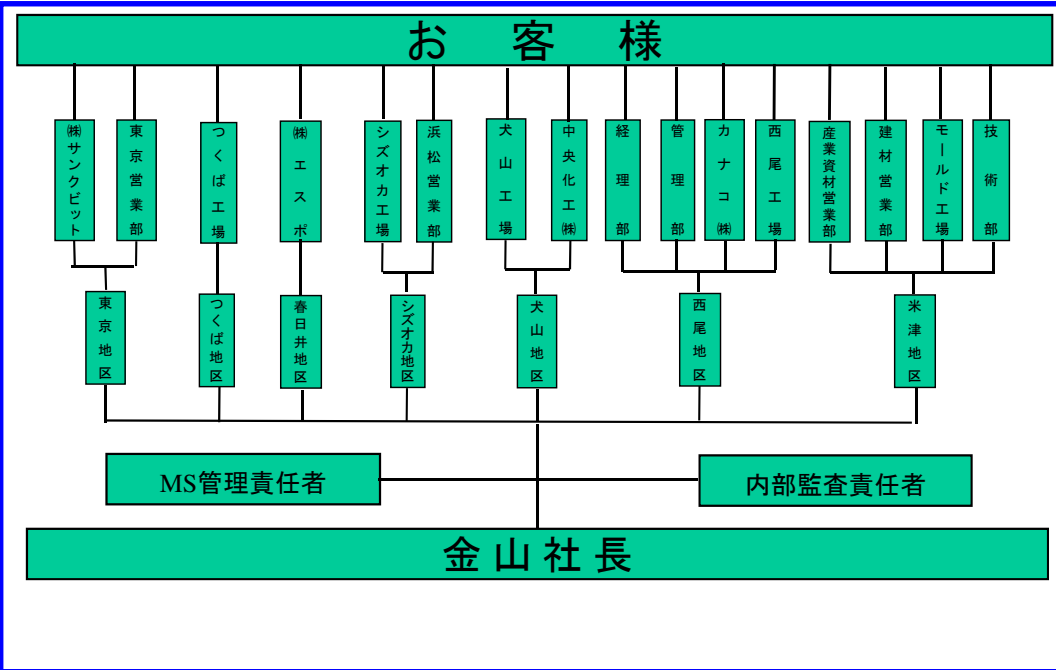 お客様
㈱サンクビット
東京営業部
つくば工場
㈱エスポ
シズオカ工場
浜松営業部
犬山工場
中央化工㈱
経理部
管理部
カナコ㈱
西尾工場
産業資材営業部
建材営業部
モールド工場
技術部
東京地区
つくば地区
春日井地区
シズオカ地区
犬山地区
西尾地区
米津地区
MS管理責任者
内部監査責任者
金山社長